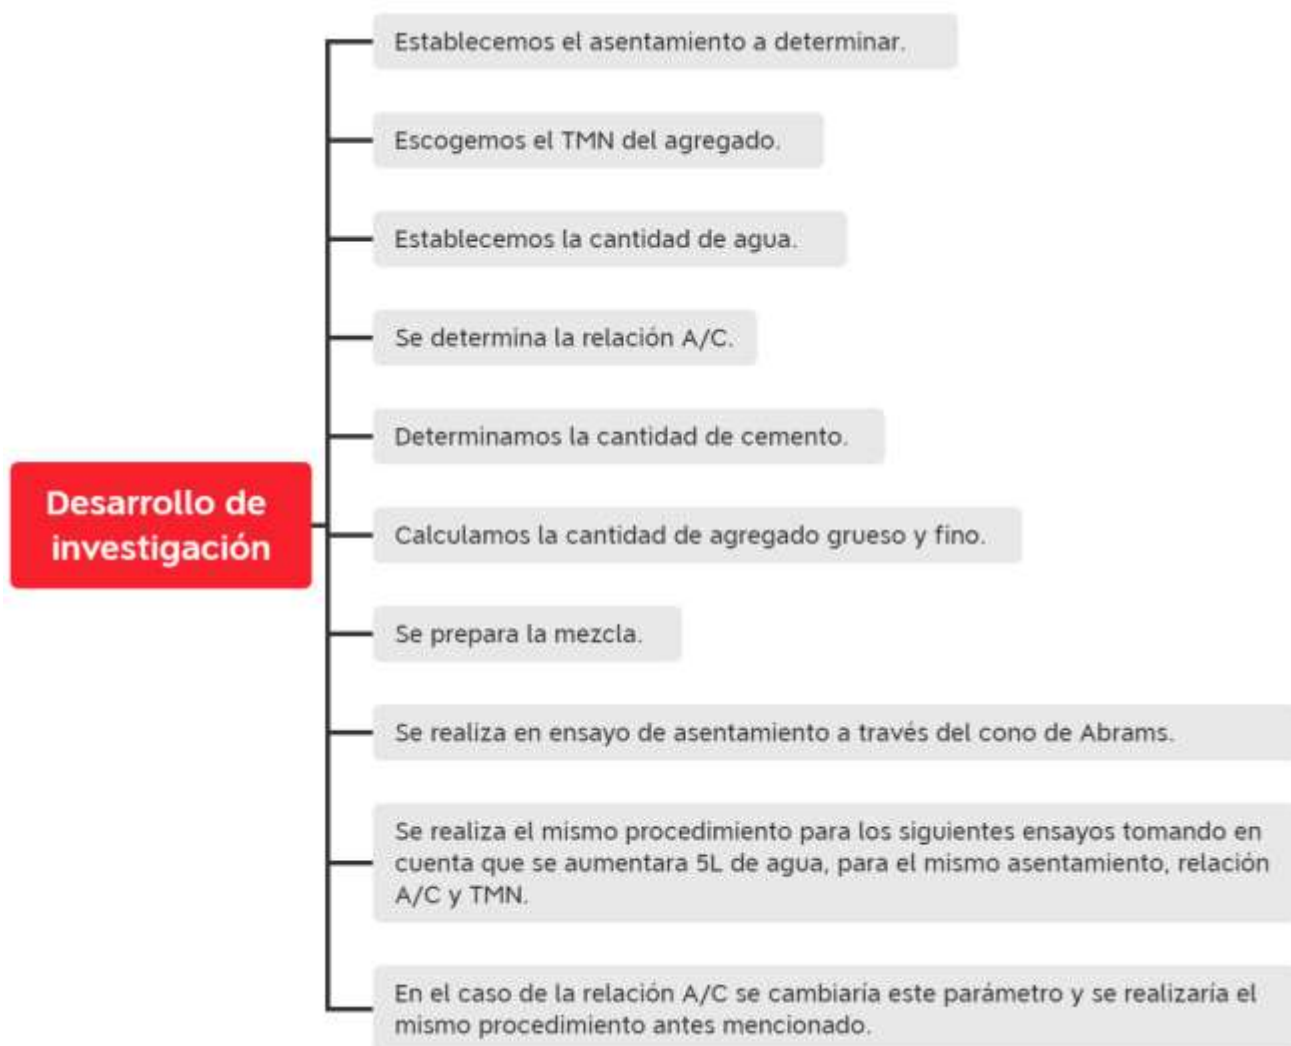 Establecemos el asentamiento a determinar.
Escogemos el TMN del agregado.
Establecemos la cantidad de agua.
Se determina la relación A/C.
Determinamos la cantidad de cemento.
Desarrollo de
investigación
Calculamos la cantidad de agregado grueso y fino.
Se prepara la mezcla.
Se realiza en ensayo de asentamiento a través del cono de Abrams.
Se realiza el mismo procedimiento para los siguientes ensayos tomando en
cuenta que se aumentara 5L de agua, para el mismo asentamiento, relación
A/C y TMN.
En el caso de la relación A/C se cambiaría este parámetro y se realizaría el
mismo procedimiento antes mencionado.